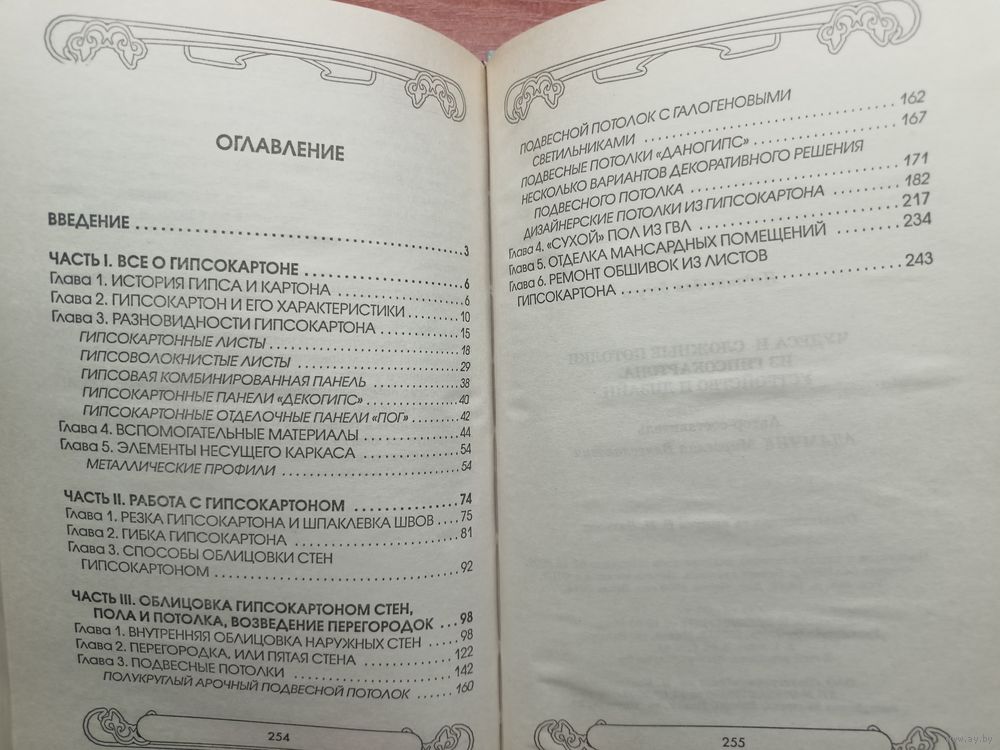 ОГЛАВЛЕНИЕ
ВВЕДЕНИЕ 3
ЧАСТЬ I. ВСЕ О ГИПСОКАРТОНЕ 6
Глава 1. ИСТОРИЯ ГИПСА И КАРТОНА 6
Глава 2. ГИПСОКАРТОН И ЕГО ХАРАКТЕРИСТИКИ 10
Глава 3. РАЗНОВИДНОСТИ ГИПСОКАРТОНА 15
ГИПСОКАРТОННЫЕ ЛИСТЫ 18
ГИПСОВОЛОКНИСТЫЕ ЛИСТЫ 29
ГИПСОВАЯ КОМБИНИРОВАННАЯ ПАНЕЛЬ 38
ГИПСОКАРТОННЫЕ ПАНЕЛИ «ДЕКОГИПС» 40
ГИПСОКАРТОННЫЕ ОТДЕЛОЧНЫЕ ПАНЕЛИ «ПОГ» 42
Глава 4. ВСПОМОГАТЕЛЬНЫЕ МАТЕРИАЛЫ 44
Глава 5. ЭЛЕМЕНТЫ НЕСУЩЕГО КАРКАСА 54
МЕТАЛЛИЧЕСКИЕ ПРОФИЛИ 54
ЧАСТЬ II. РАБОТА С ГИПСОКАРТОНОМ 74
Глава 1. РЕЗКА ГИПСОКАРТОНА И ШПАКЛЕВКА ШВОВ 75
Глава 2. ГИБКА ГИПСОКАРТОНА 81
Глава 3. СПОСОБЫ ОБЛИЦОВКИ СТЕН
ГИПСОКАРТОНОМ 92
ЧАСТЬ III. ОБЛИЦОВКА ГИПСОКАРТОНОМ СТЕН,
ПОЛА И ПОТОЛКА, ВОЗВЕДЕНИЕ ПЕРЕГОРОДОК 98
Глава 1. ВНУТРЕННЯЯ ОБЛИЦОВКА НАРУЖНЫХ СТЕН 98
Глава 2. ПЕРЕГОРОДКА, ИЛИ ПЯТАЯ СТЕНА 122
Глава 3. ПОДВЕСНЫЕ ПОТОЛКИ 142
ПОЛУКРУГЛЫЙ АРОЧНЫЙ ПОДВЕСНОЙ ПОТОЛОК 160
254
ПОДВЕСНОЙ ПОТОЛОК С ГАЛОГЕНОВЫМИ
СВЕТИЛЬНИКАМИ 162
ПОДВЕСНЫЕ ПОТОЛКИ «ДАНОГИПС» 167
НЕСКОЛЬКО ВАРИАНТОВ ДЕКОРАТИВНОГО РЕШЕНИЯ
ПОДВЕСНОГО ПОТОЛКА 171
ДИЗАЙНЕРСКИЕ ПОТОЛКИ ИЗ ГИПСОКАРТОНА 182
Глава 4. «СУХОЙ» ПОЛ ИЗ ГВЛ 217
Глава 5. ОТДЕЛКА МАНСАРДНЫХ ПОМЕЩЕНИЙ 234
Глава 6. РЕМОНТ ОБШИВОК ИЗ ЛИСТОВ
ГИПСОКАРТОНА 243
255
www.ay.by